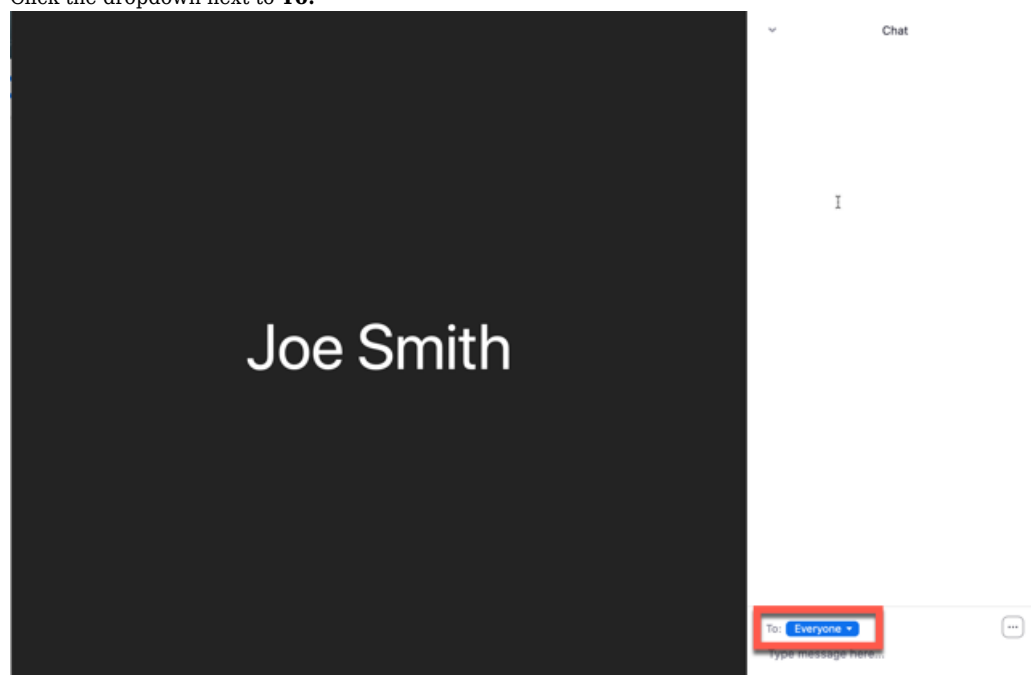 Click the dropdown next to To:
Chat
Joe Smith
To: Everyone
Type message here...